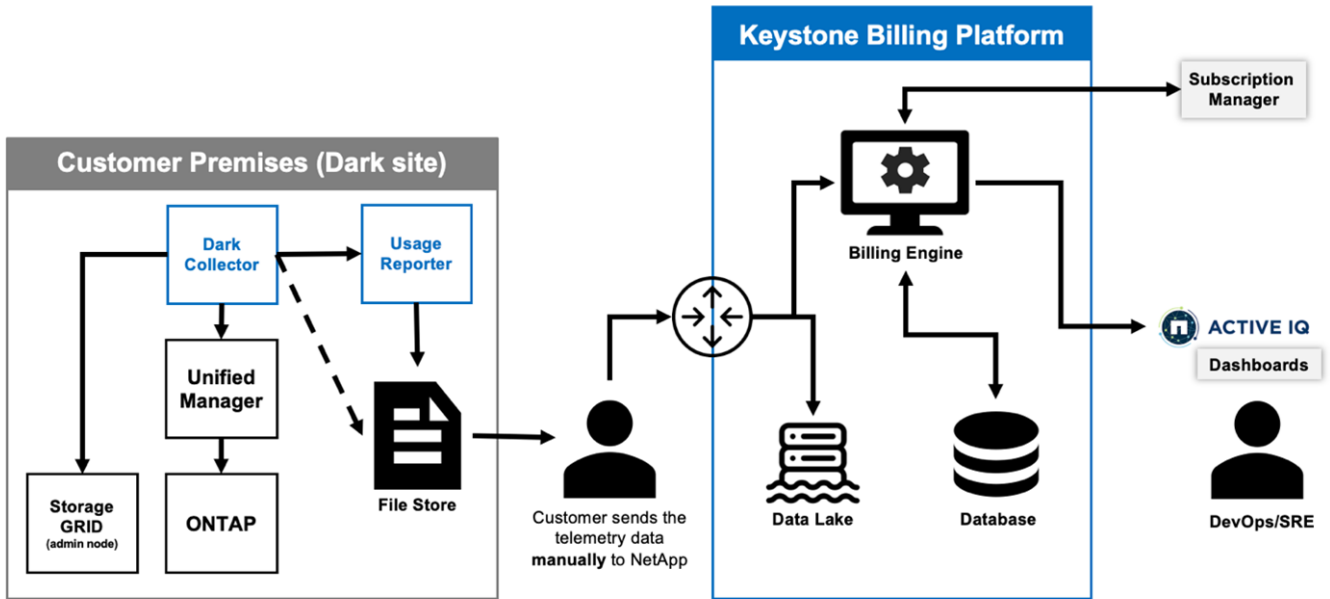 Keystone Billing Platform
Subscription
Manager
Customer Premises (Dark site)
Dark
Collector
Usage
Reporter
Billing Engine
Unified
Manager
ACTIVE IQ
Dashboards
Storage
GRID
(admin node)
ONTAP
File Store
Customer sends the
telemetry data
manually to NetApp
Data Lake
Database
DevOps/SRE